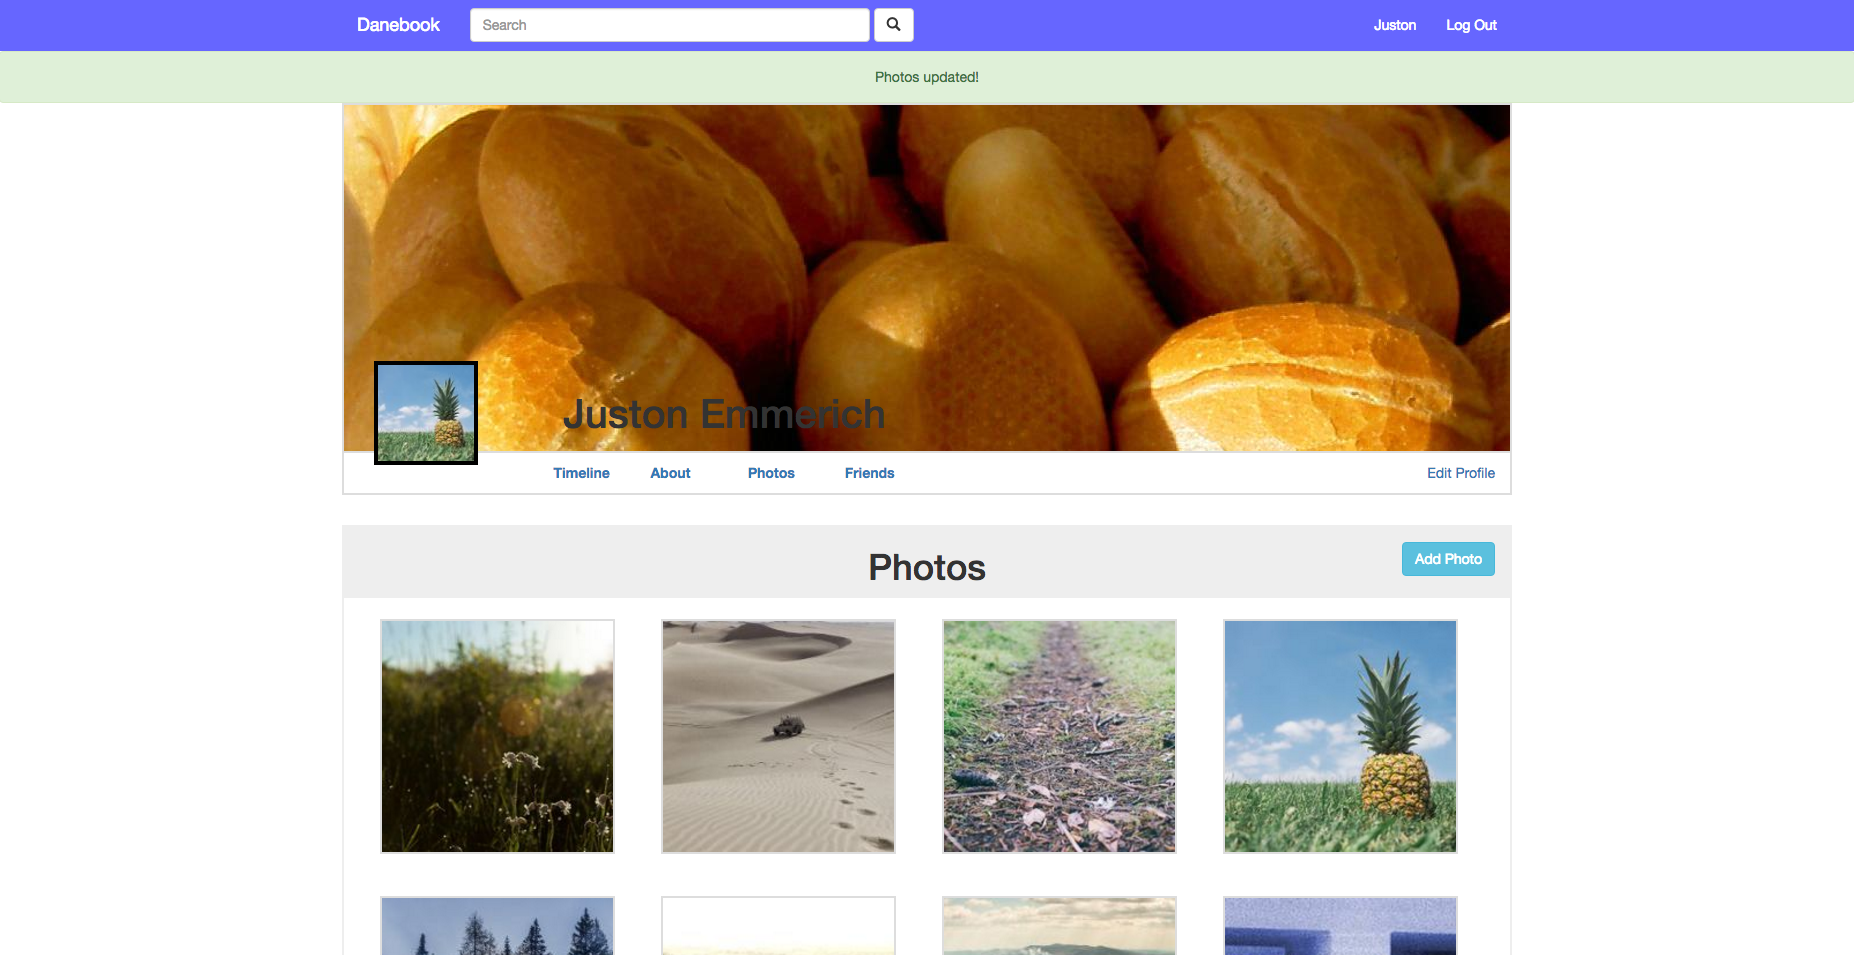 Danebook Search Juston Log Out
Photos updated!
Juston Emmerich
Timeline About Photos Friends Edit Profile
Photos Add Photo